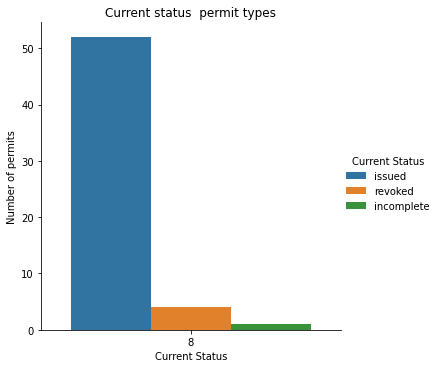 Current status  permit types
50
40
30
20
10
0
Number of permits
8
Current Status
Current Status
issued
revoked
incomplete